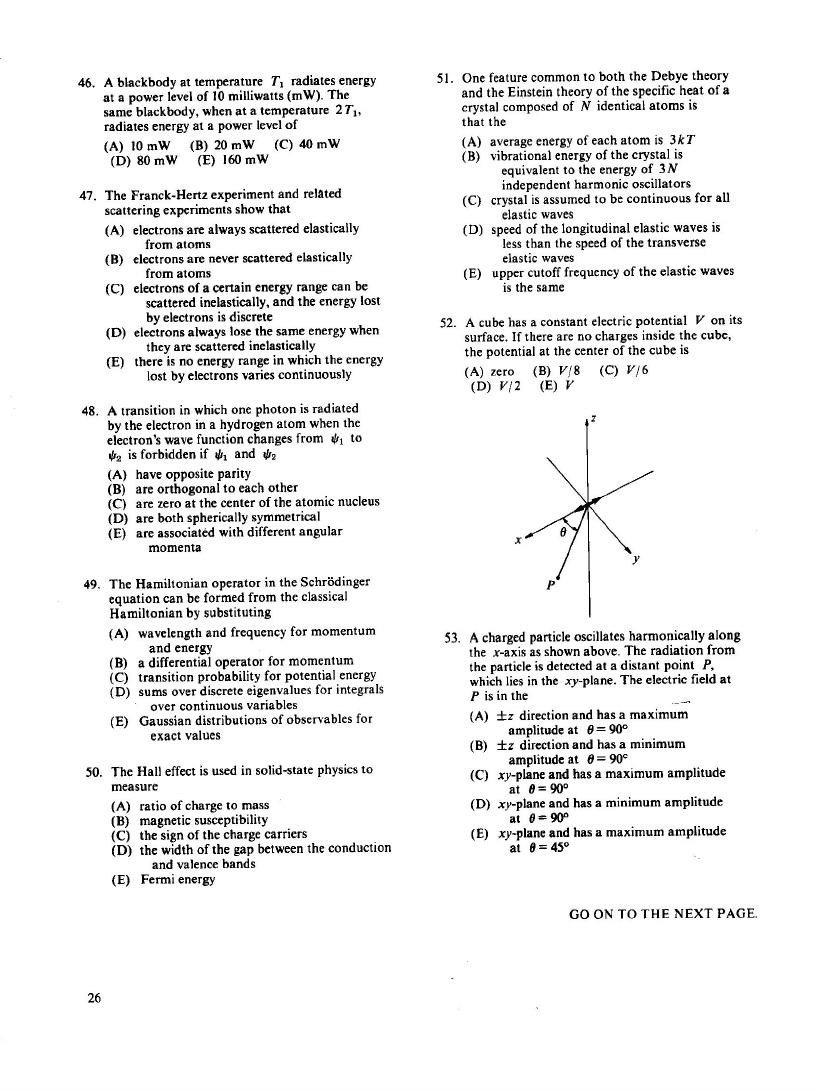 46. A blackbody at temperature T₁ radiates energy
at a power level of 10 milliwatts (mW). The
same blackbody, when at a temperature 2T₁,
radiates energy at a power level of
(A) 10 mW (B) 20 mW (C) 40 mW
(D) 80 mW (E) 160 mW
47. The Franck-Hertz experiment and related
scattering experiments show that
(A) electrons are always scattered elastically
from atoms
(B) electrons are never scattered elastically
from atoms
(C) electrons of a certain energy range can be
scattered inelastically, and the energy lost
by electrons is discrete
(D) electrons always lose the same energy when
they are scattered inelastically
(E) there is no energy range in which the energy
lost by electrons varies continuously
48. A transition in which one photon is radiated
by the electron in a hydrogen atom when the
electron's wave function changes from ψ₁ to
ψ₂ is forbidden if ψ₁ and ψ₂
(A) have opposite parity
(B) are orthogonal to each other
(C) are zero at the center of the atomic nucleus
(D) are both spherically symmetrical
(E) are associated with different angular
momenta
49. The Hamiltonian operator in the Schrödinger
equation can be formed from the classical
Hamiltonian by substituting
(A) wavelength and frequency for momentum
and energy
(B) a differential operator for momentum
(C) transition probability for potential energy
(D) sums over discrete eigenvalues for integrals
over continuous variables
(E) Gaussian distributions of observables for
exact values
50. The Hall effect is used in solid-state physics to
measure
(A) ratio of charge to mass
(B) magnetic susceptibility
(C) the sign of the charge carriers
(D) the width of the gap between the conduction
and valence bands
(E) Fermi energy
51. One feature common to both the Debye theory
and the Einstein theory of the specific heat of a
crystal composed of N identical atoms is
that the
(A) average energy of each atom is 3kT
(B) vibrational energy of the crystal is
equivalent to the energy of 3N
independent harmonic oscillators
(C) crystal is assumed to be continuous for all
elastic waves
(D) speed of the longitudinal elastic waves is
less than the speed of the transverse
elastic waves
(E) upper cutoff frequency of the elastic waves
is the same
52. A cube has a constant electric potential V on its
surface. If there are no charges inside the cube,
the potential at the center of the cube is
(A) zero (B) V/8 (C) V/6
(D) V/2 (E) V
z
x
θ
y
P
53. A charged particle oscillates harmonically along
the x-axis as shown above. The radiation from
the particle is detected at a distant point P,
which lies in the xy-plane. The electric field at
P is in the
(A) ±z direction and has a maximum
amplitude at θ = 90°
(B) ±z direction and has a minimum
amplitude at θ = 90°
(C) xy-plane and has a maximum amplitude
at θ = 90°
(D) xy-plane and has a minimum amplitude
at θ = 90°
(E) xy-plane and has a maximum amplitude
at θ = 45°
GO ON TO THE NEXT PAGE.
26